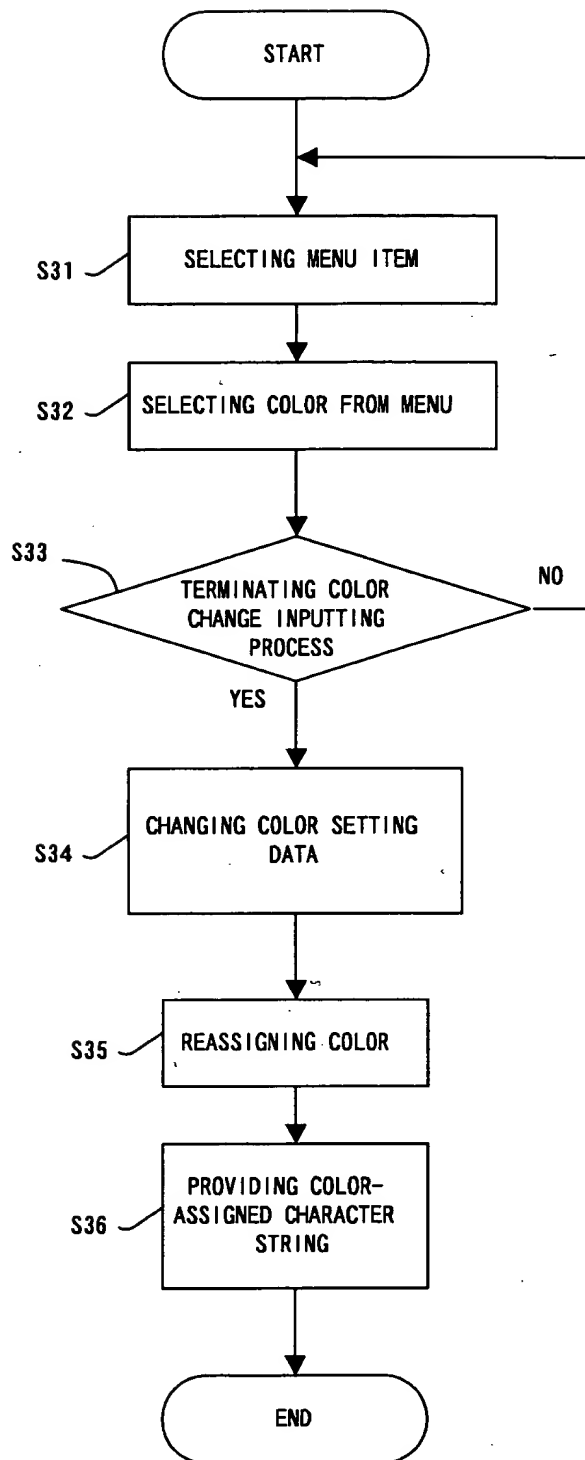 START
S31
SELECTING MENU ITEM
S32
SELECTING COLOR FROM MENU
S33
TERMINATING COLOR
CHANGE INPUTTING
PROCESS
NO
YES
S34
CHANGING COLOR SETTING
DATA
S35
REASSIGNING COLOR
S36
PROVIDING COLOR-
ASSIGNED CHARACTER
STRING
END